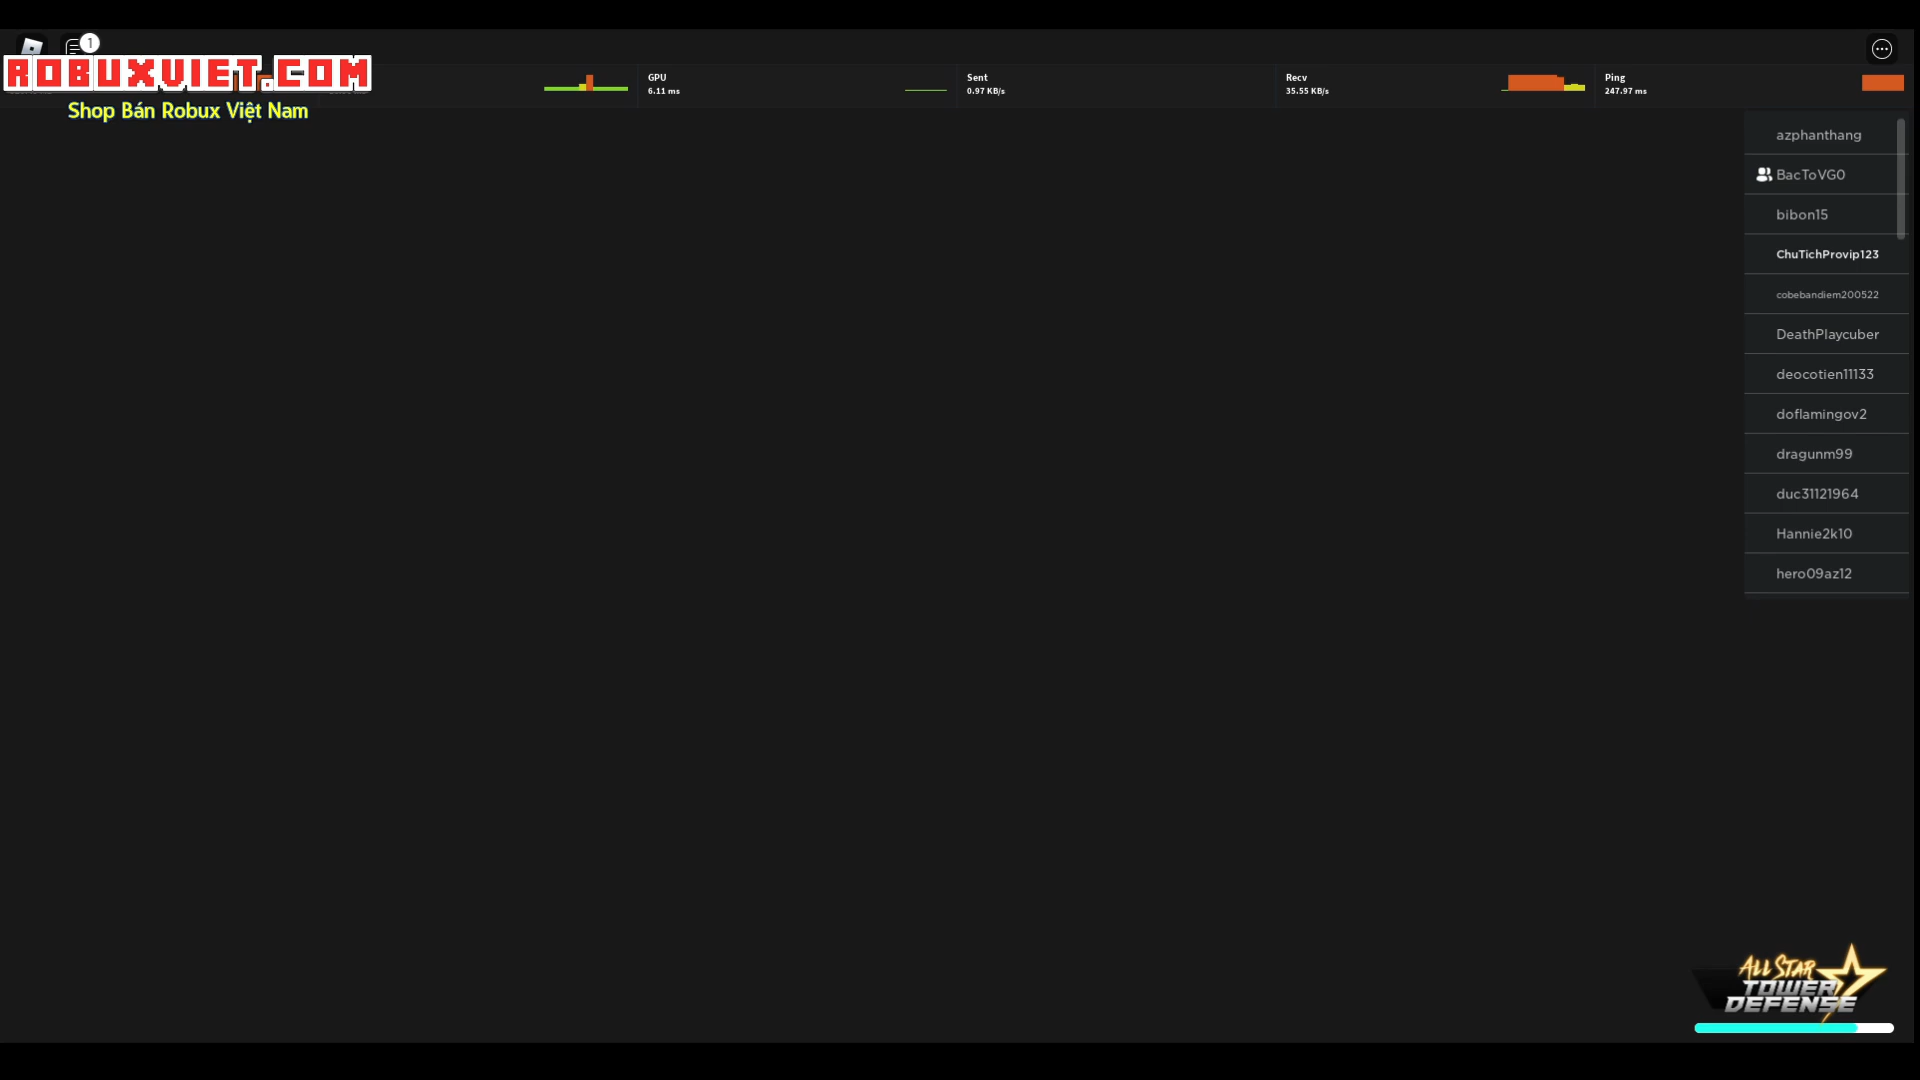 1
ROBUXVIET.COM
Shop Bán Robux Việt Nam
GPU
6.11 ms
Sent
0.97 KB/s
Recv
35.55 KB/s
Ping
247.97 ms
azphanthang
BacToVG0
bibon15
ChuTichProvip123
cobebandiem200522
DeathPlaycuber
deocotien11133
doflamingov2
dragunm99
duc31121964
Hannie2k10
hero09az12
ALL STAR
TOWER
DEFENSE